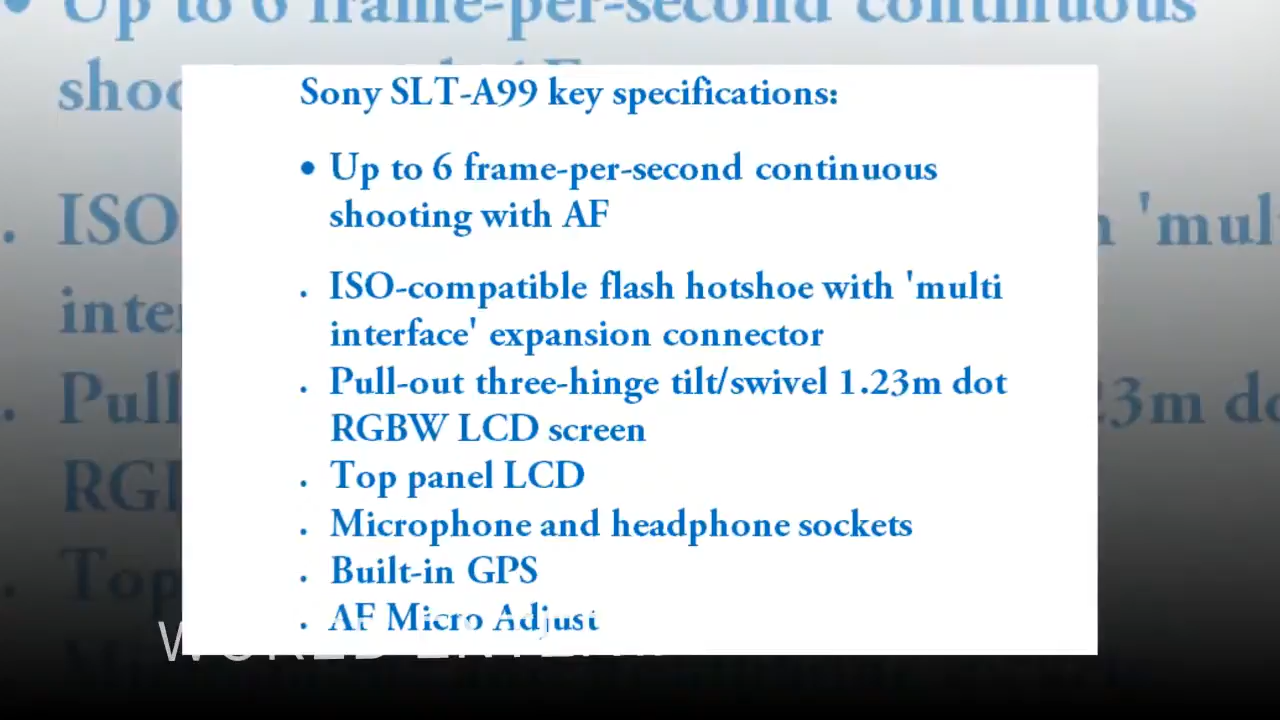 Sony SLT-A99 key specifications:
• Up to 6 frame-per-second continuous
shooting with AF
. ISO-compatible flash hotshoe with 'multi
interface' expansion connector
. Pull-out three-hinge tilt/swivel 1.23m dot
RGBW LCD screen
. Top panel LCD
. Microphone and headphone sockets
. Built-in GPS
. AF Micro Adjust